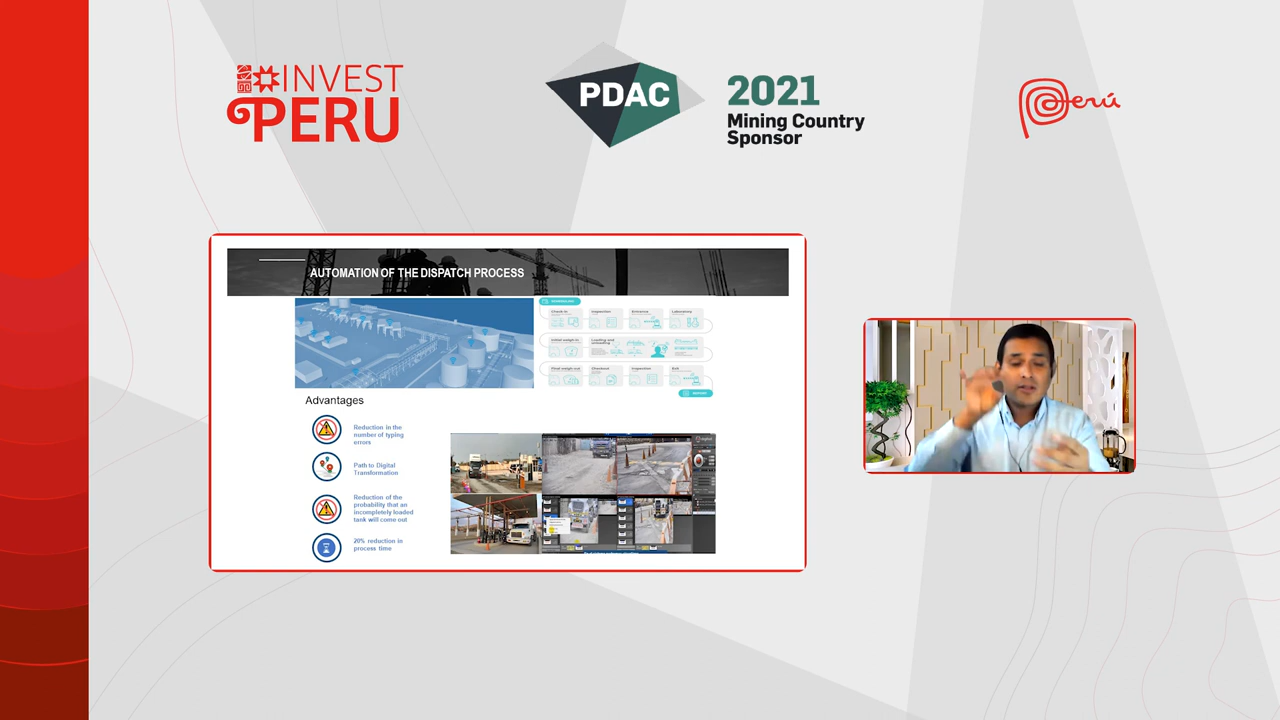 INVEST
PERU
PDAC
2021
Mining Country
Sponsor
Perú
AUTOMATION OF THE DISPATCH PROCESS
Check-in
Inspection
Entrance
Laboratory
Initial weigh-in
Loading and
unloading
Final weigh-out
Checkout
Inspection
Exit
Advantages
Reduction in the
number of typing
errors
Path to Digital
Transformation
Reduction of the
probability that an
incompletely loaded
tank will come out
20% reduction in
process time